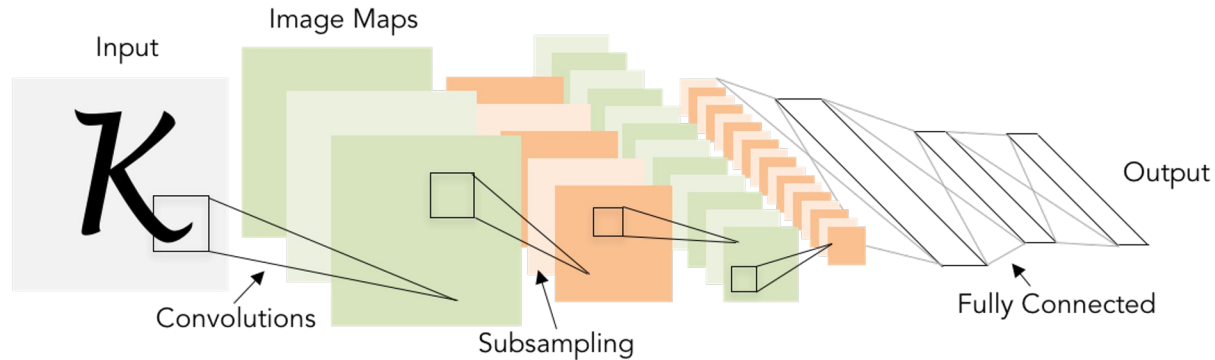 Image Maps
Input
K
Output
Convolutions
Subsampling
Fully Connected